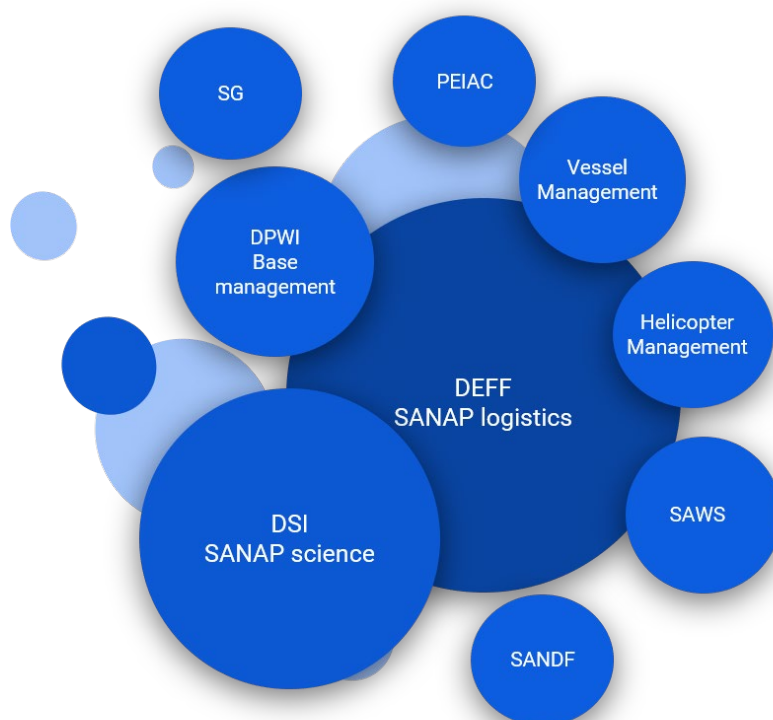 SG
PEIAC
Vessel
Management
DPWI
Base
management
Helicopter
Management
DEFF
SANAP logistics
DSI
SANAP science
SAWS
SANDF